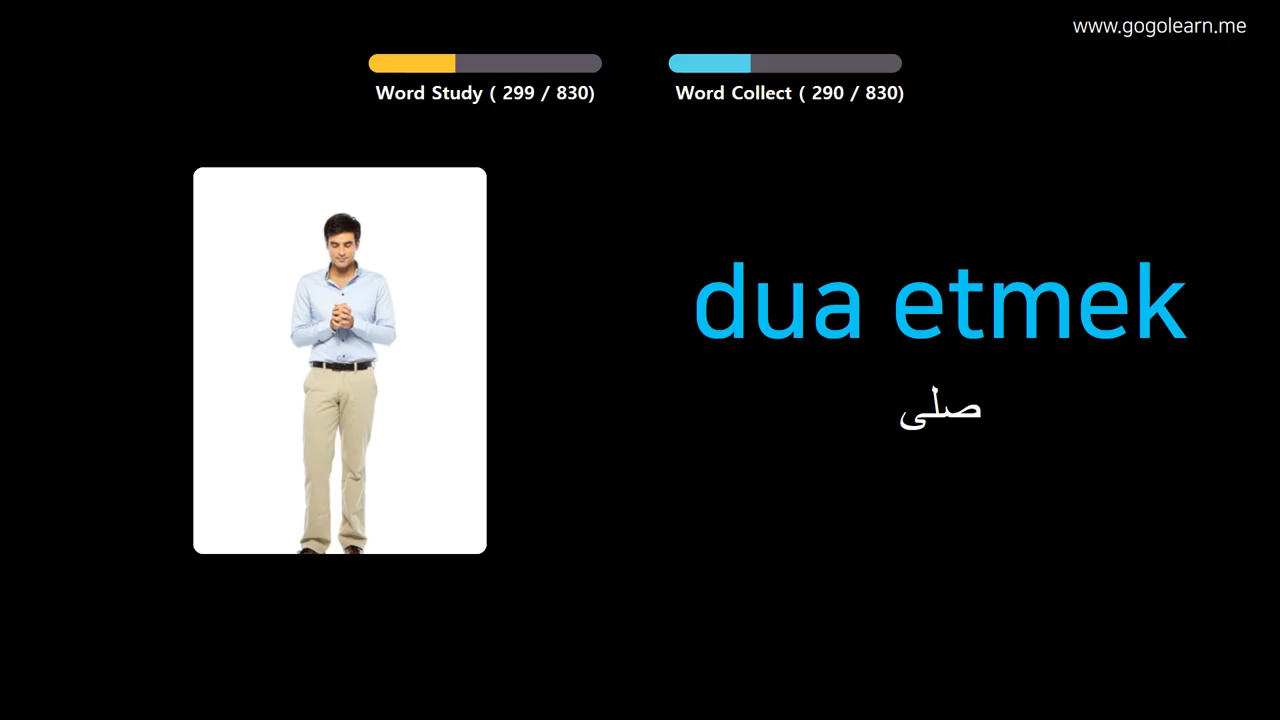 www.gogolearn.me
Word Study ( 299 / 830)
Word Collect ( 290 / 830)
dua etmek
صلى